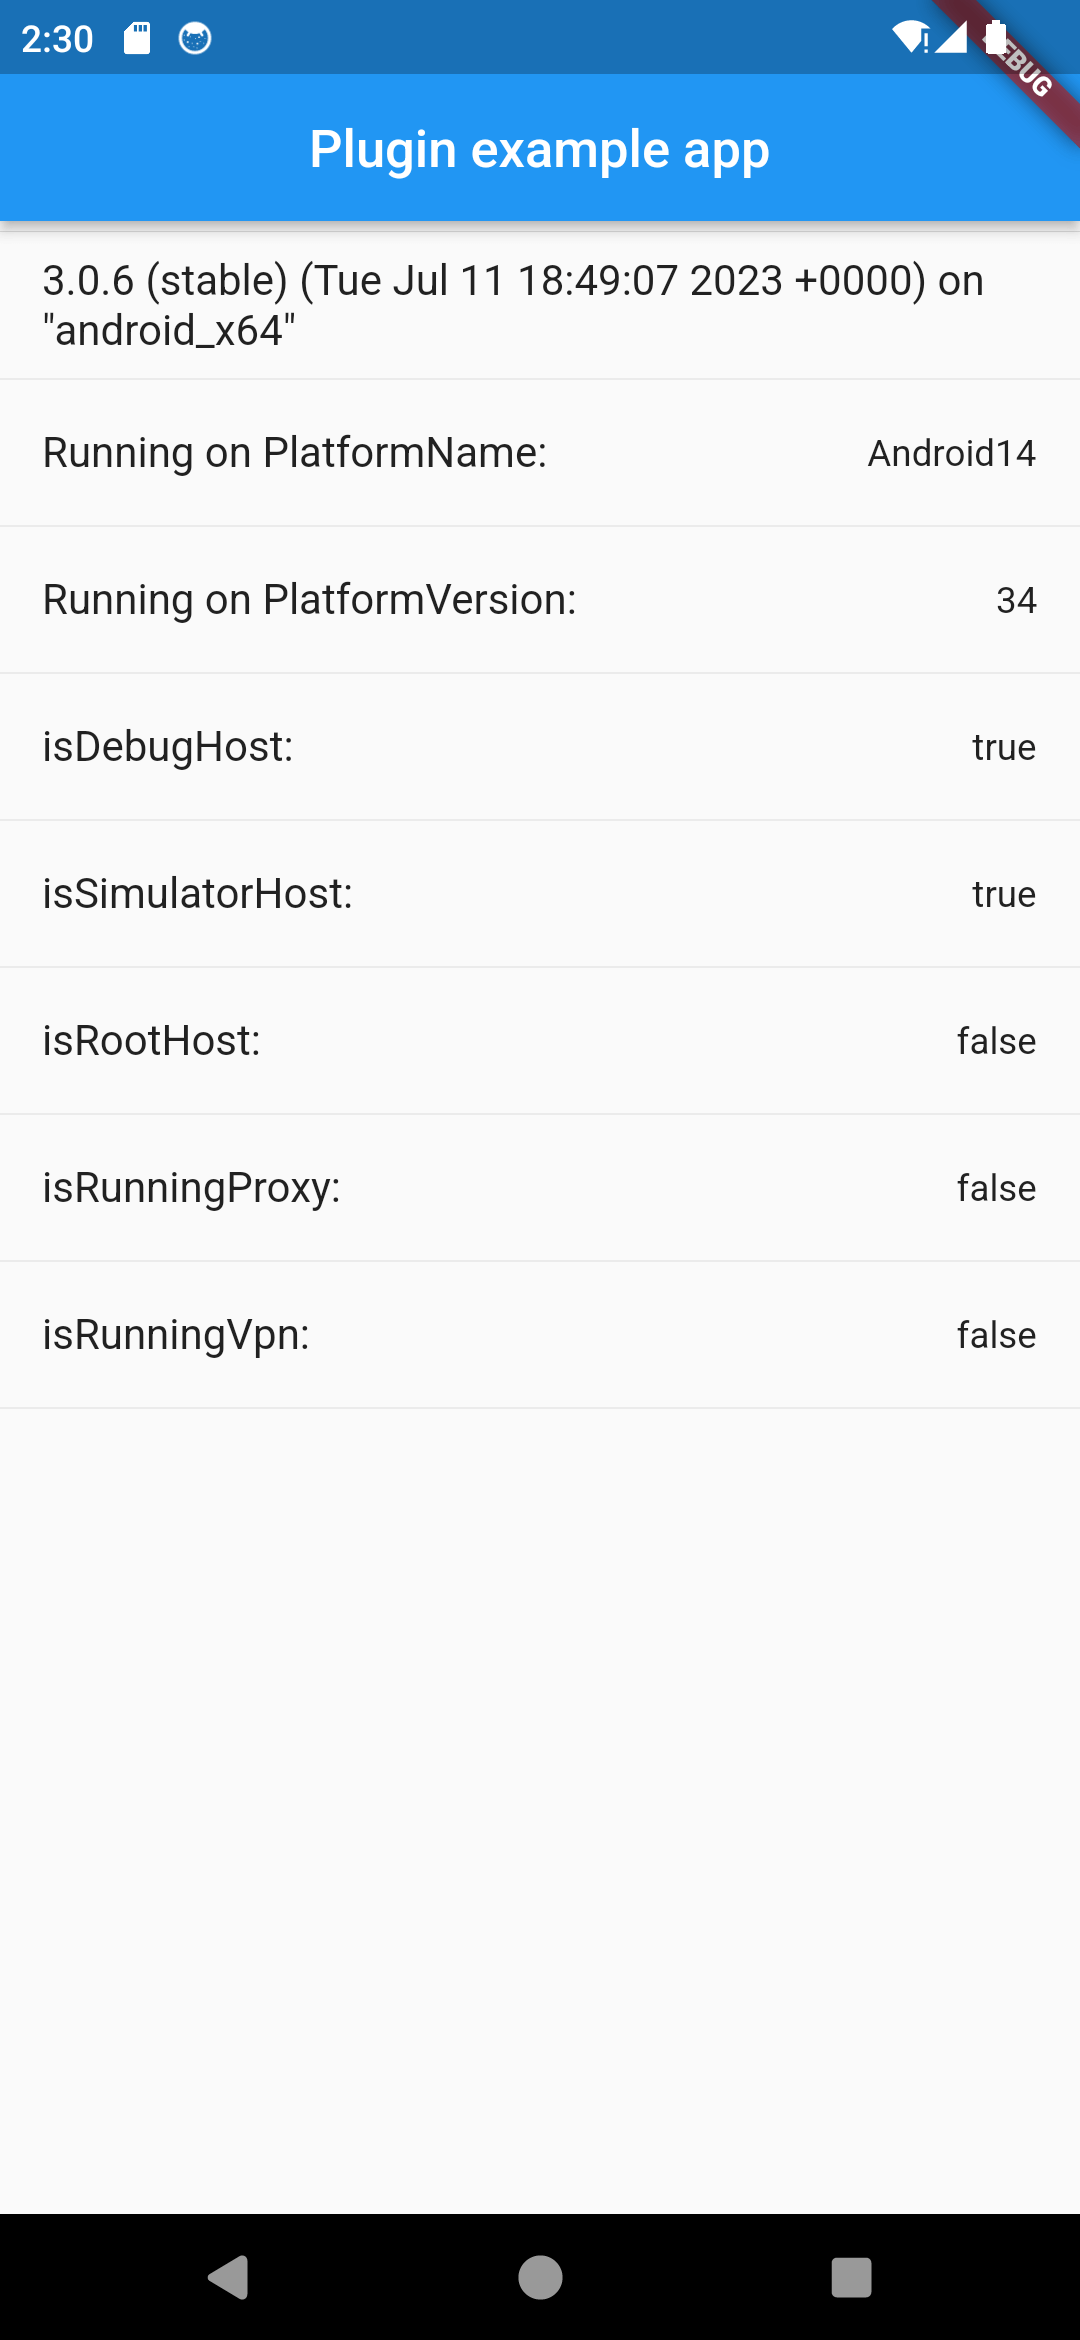 2:30
DEBUG
Plugin example app
3.0.6 (stable) (Tue Jul 11 18:49:07 2023 +0000) on
"android_x64"
Running on PlatformName: Android14
Running on PlatformVersion: 34
isDebugHost: true
isSimulatorHost: true
isRootHost: false
isRunningProxy: false
isRunningVpn: false